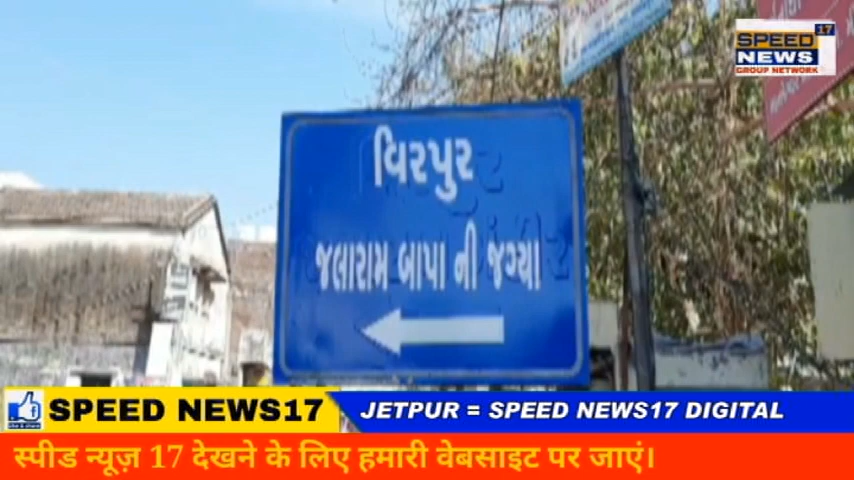 SPEED 17
NEWS
GROUP NETWORK
વિરપુર
જલારામ બાપા ની જગ્યા
SPEED NEWS17
JETPUR = SPEED NEWS17 DIGITAL
स्पीड न्यूज़ 17 देखने के लिए हमारी वेबसाइट पर जाएं।